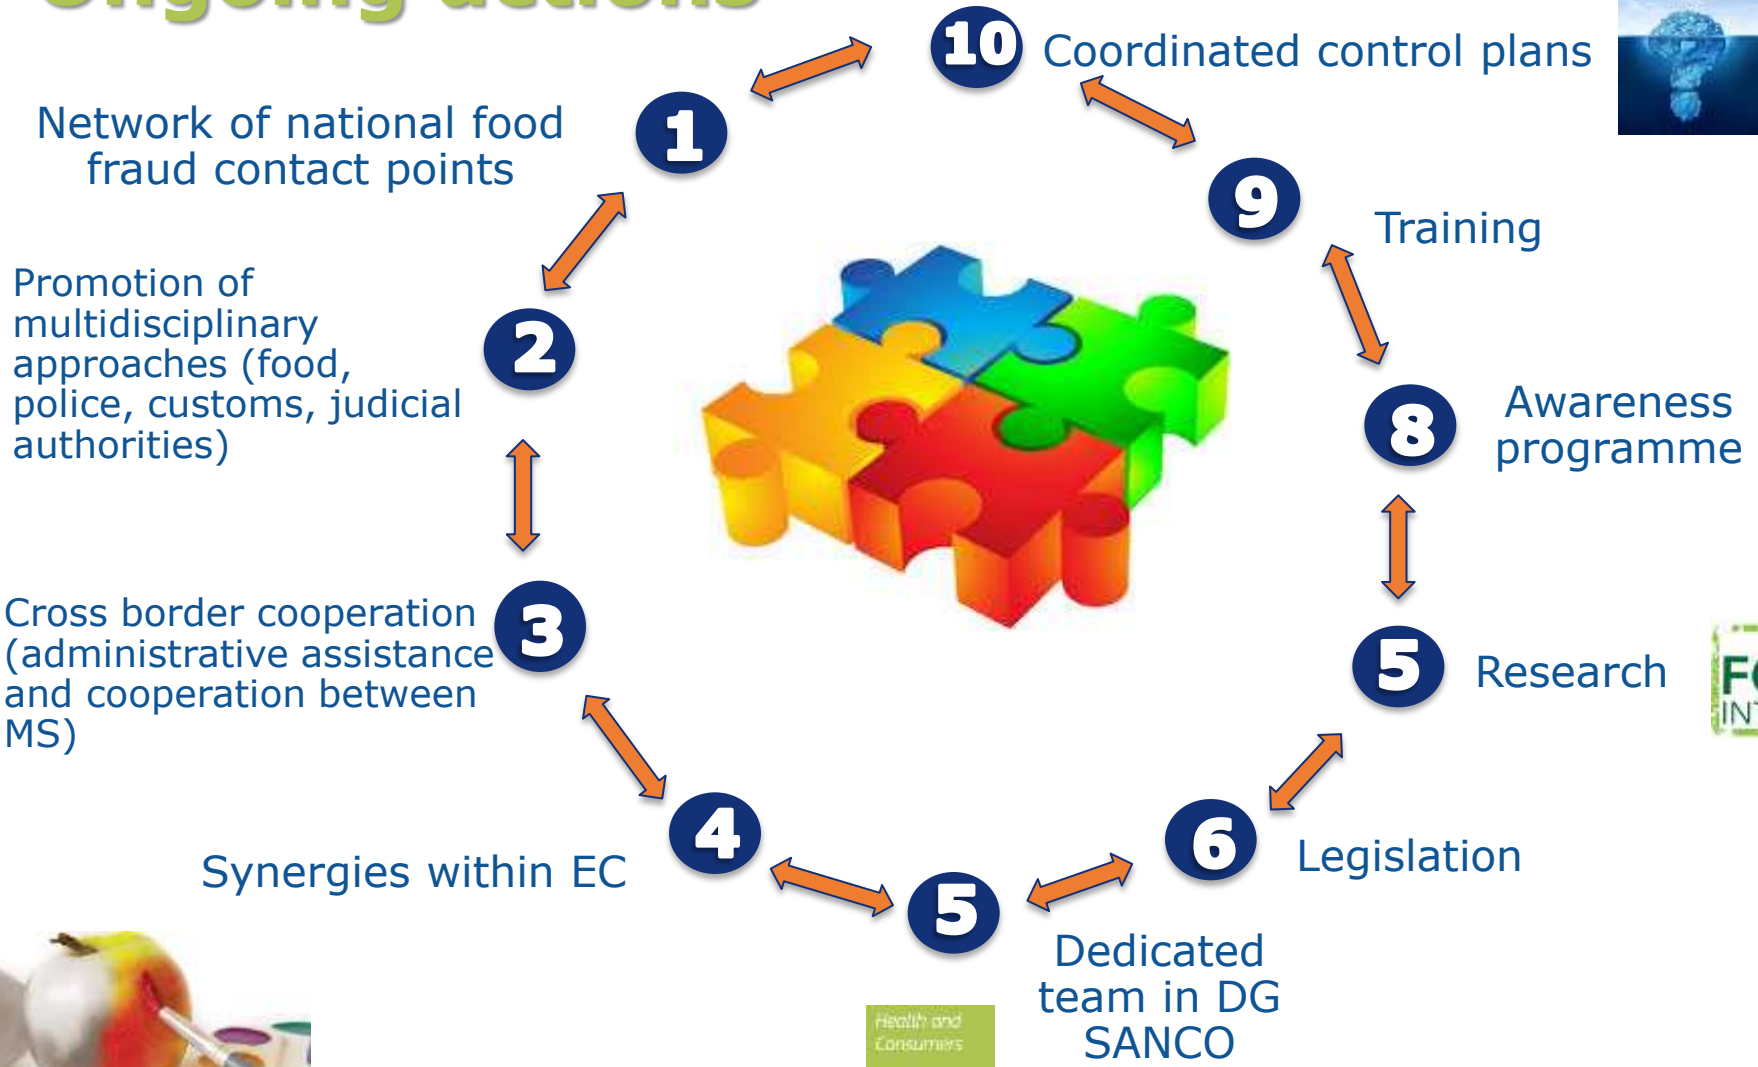 Ongoing actions
10
Coordinated control plans
1
Network of national food
fraud contact points
9
Training
2
Promotion of
multidisciplinary
approaches (food,
police, customs, judicial
authorities)
8
Awareness
programme
3
Cross border cooperation
(administrative assistance
and cooperation between
MS)
5
Research
4
Synergies within EC
6
Legislation
5
Dedicated
team in DG
SANCO
Health and
Consumers